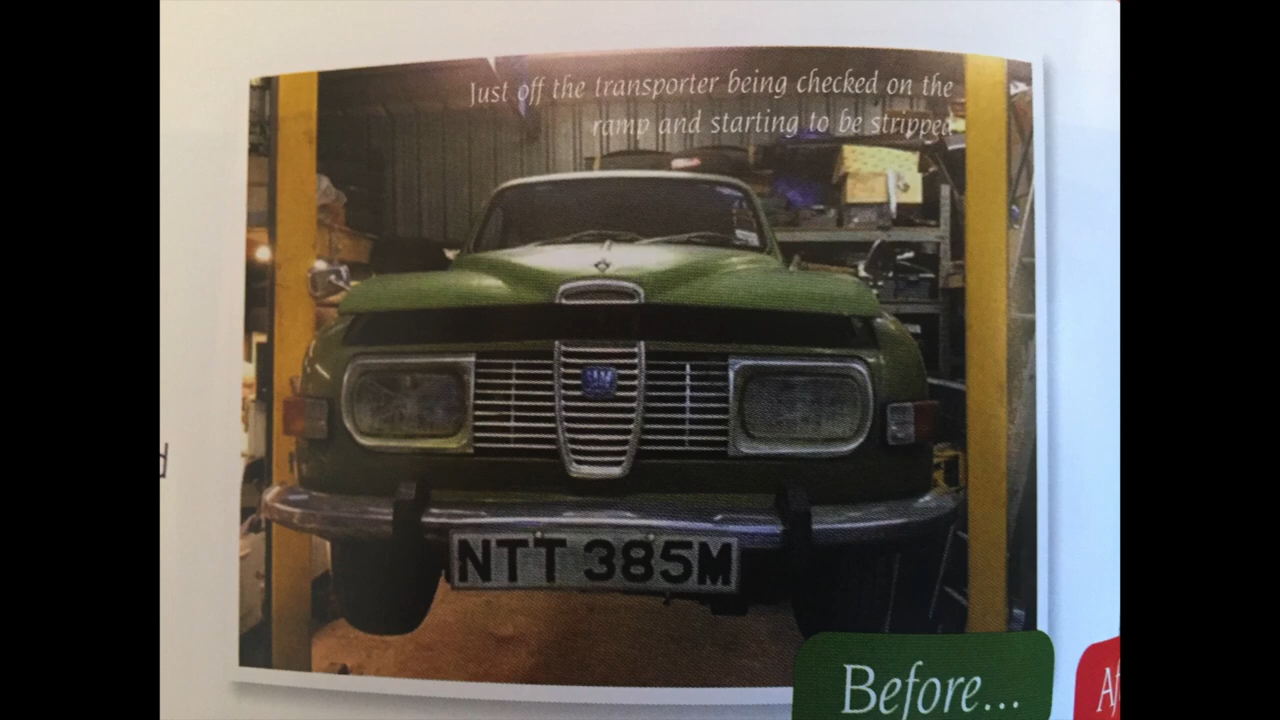 Just off the transporter being checked on the
ramp and starting to be stripped
NTT 385M
Before...